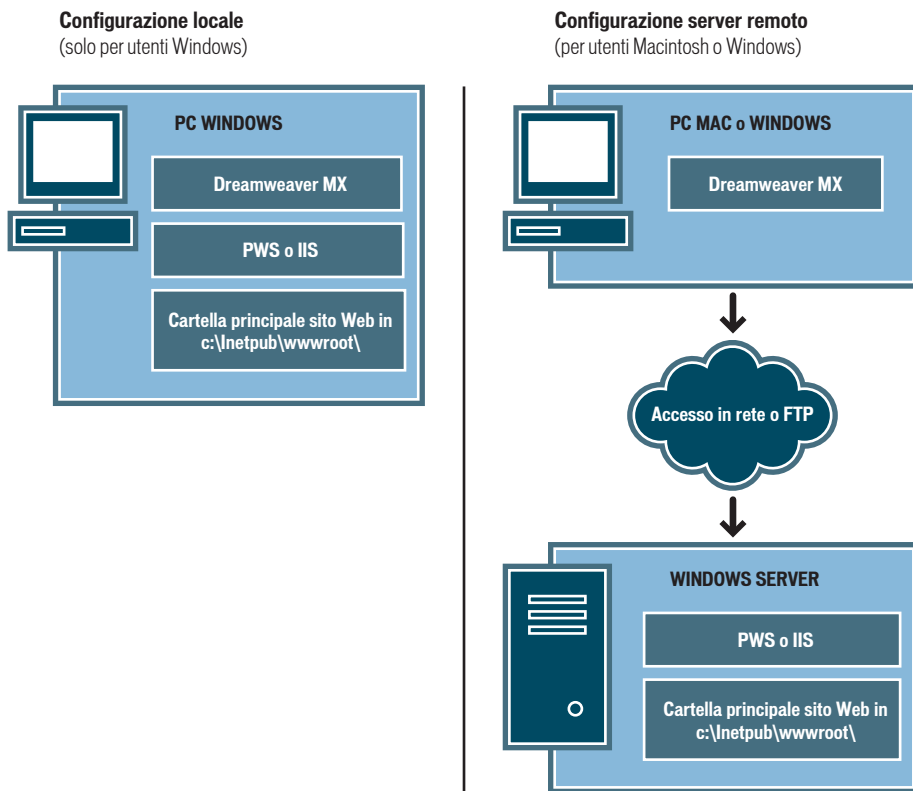 Configurazione locale
(solo per utenti Windows)
PC WINDOWS
Dreamweaver MX
PWS o IIS
Cartella principale sito Web in
c:\Inetpub\wwwroot\
Configurazione server remoto
(per utenti Macintosh o Windows)
PC MAC o WINDOWS
Dreamweaver MX
Accesso in rete o FTP
WINDOWS SERVER
PWS o IIS
Cartella principale sito Web in
c:\Inetpub\wwwroot\